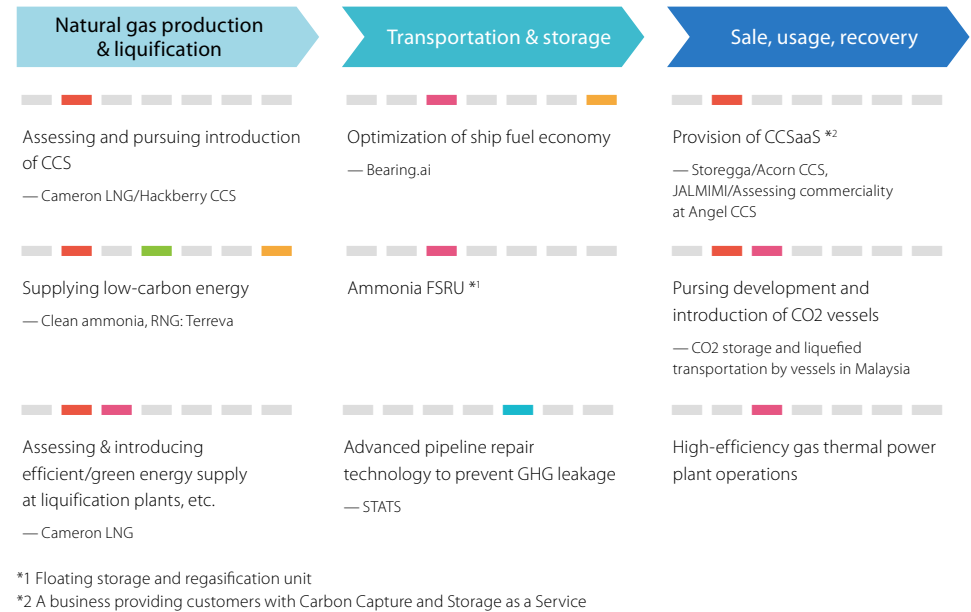 Natural gas production
& liquification
Transportation & storage
Sale, usage, recovery
Assessing and pursuing introduction
of CCS
— Cameron LNG/Hackberry CCS
Optimization of ship fuel economy
— Bearing.ai
Provision of CCSaaS *2
— Storegga/Acorn CCS,
JALMIMI/Assessing commerciality
at Angel CCS
Supplying low-carbon energy
— Clean ammonia, RNG: Terreva
Ammonia FSRU *1
Pursing development and
introduction of CO2 vessels
— CO2 storage and liquefied
transportation by vessels in Malaysia
Assessing & introducing
efficient/green energy supply
at liquification plants, etc.
— Cameron LNG
Advanced pipeline repair
technology to prevent GHG leakage
— STATS
High-efficiency gas thermal power
plant operations
*1 Floating storage and regasification unit
*2 A business providing customers with Carbon Capture and Storage as a Service